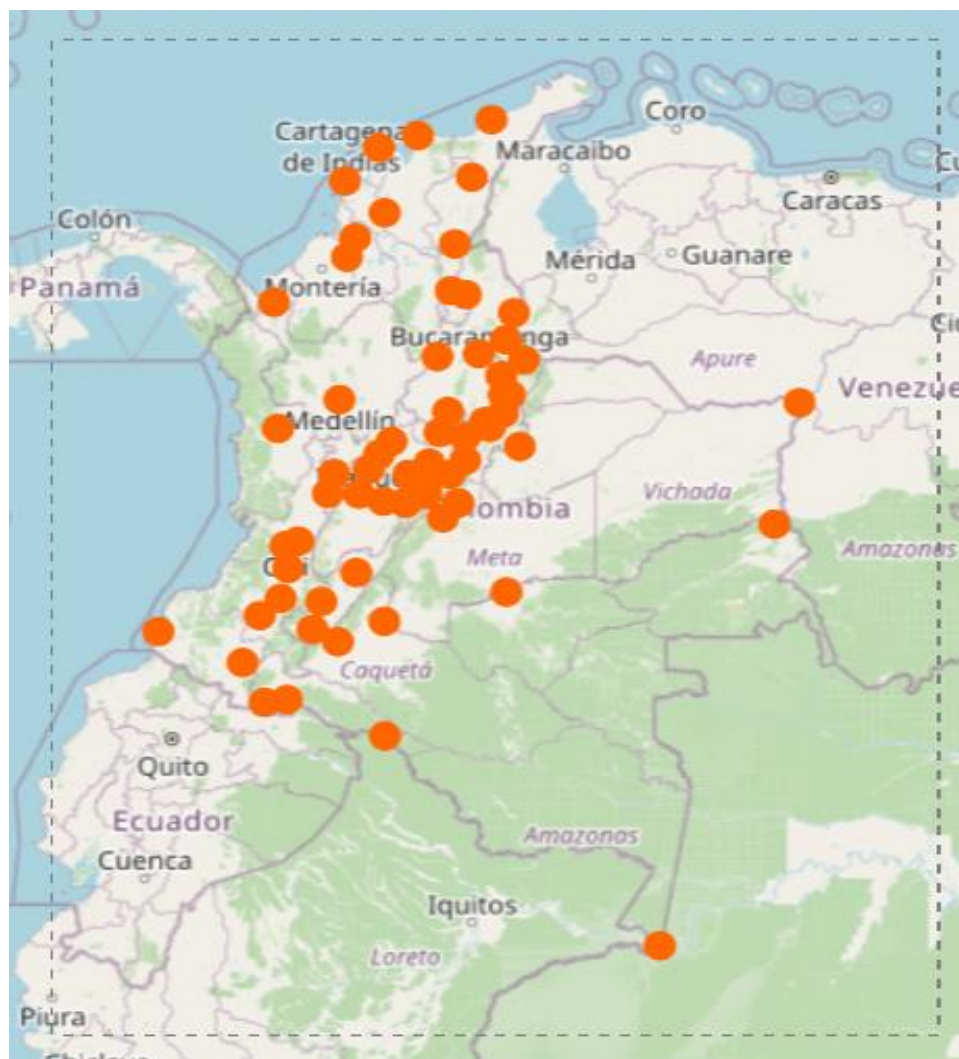 Coro
Cartagena
de Indias
Maracaibo
Caracas
Colón
Guanare
Mérida
Panamá
Montería
Apure
Medellín
Vichada
Meta
Amazonas
Caquetá
Quito
Ecuador
Amazonas
Cuenca
Iquitos
Loreto
Piura